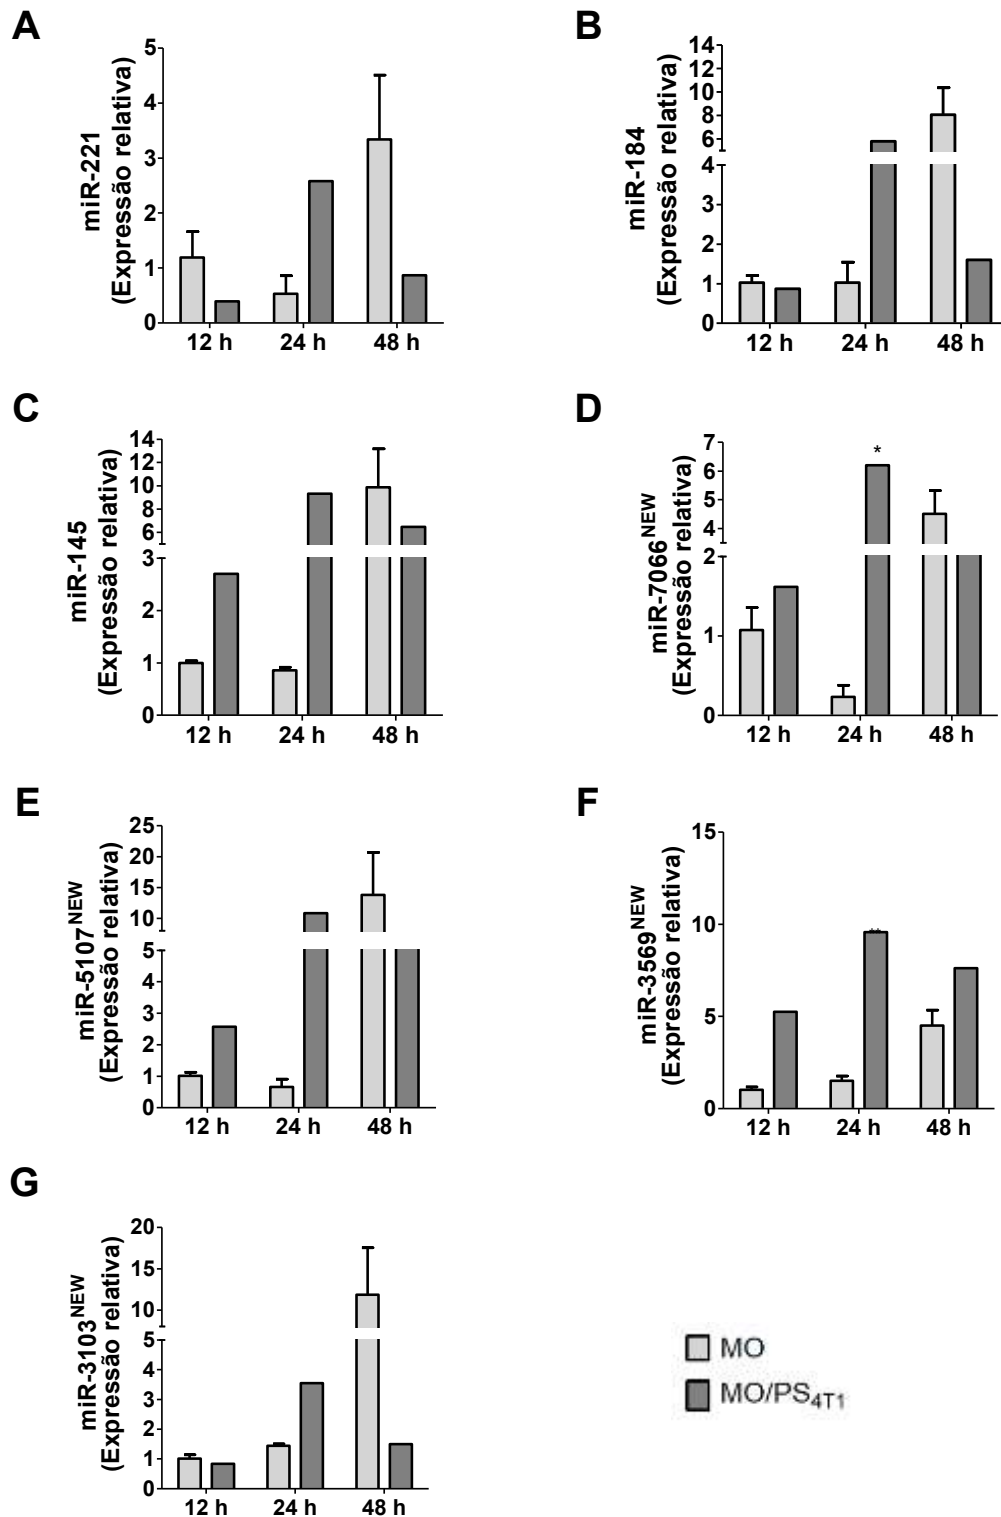 A
miR-221
(Expressão relativa)
5
4
3
2
1
0
12 h 24 h 48 h
B
miR-184
(Expressão relativa)
14
12
10
8
6
4
3
2
1
0
12 h 24 h 48 h
C
miR-145
(Expressão relativa)
14
12
10
8
6
3
2
1
0
12 h 24 h 48 h
D
miR-7066NEW
(Expressão relativa)
7
6
5
4
2
1
0
*
12 h 24 h 48 h
E
miR-5107NEW
(Expressão relativa)
25
20
15
10
5
4
3
2
1
0
12 h 24 h 48 h
F
miR-3569NEW
(Expressão relativa)
15
10
5
0
**
12 h 24 h 48 h
G
miR-3103NEW
(Expressão relativa)
20
15
10
5
4
3
2
1
0
12 h 24 h 48 h
MO
MO/PS4T1